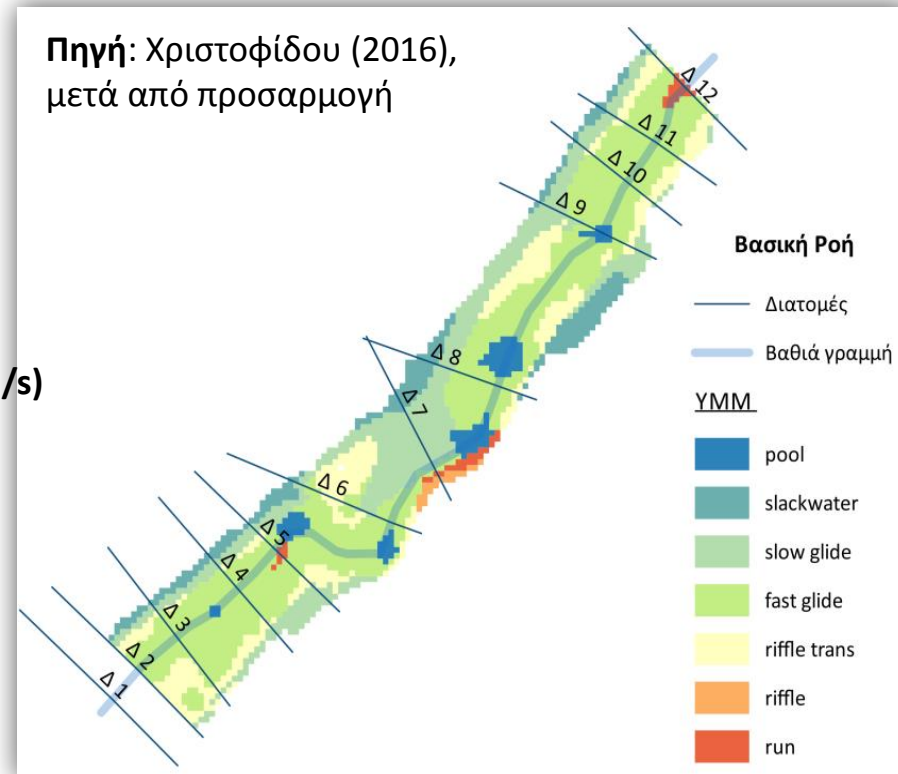 Πηγή: Χριστοφίδου (2016),
μετά από προσαρμογή
/s)
Δ 12
Δ 11
Δ 10
Δ 9
Δ 8
Δ 7
Δ 6
Δ 5
Δ 4
Δ 3
Δ 2
Δ 1
Βασική Ροή
Διατομές
Βαθιά γραμμή
ΥΜΜ
pool
slackwater
slow glide
fast glide
riffle trans
riffle
run